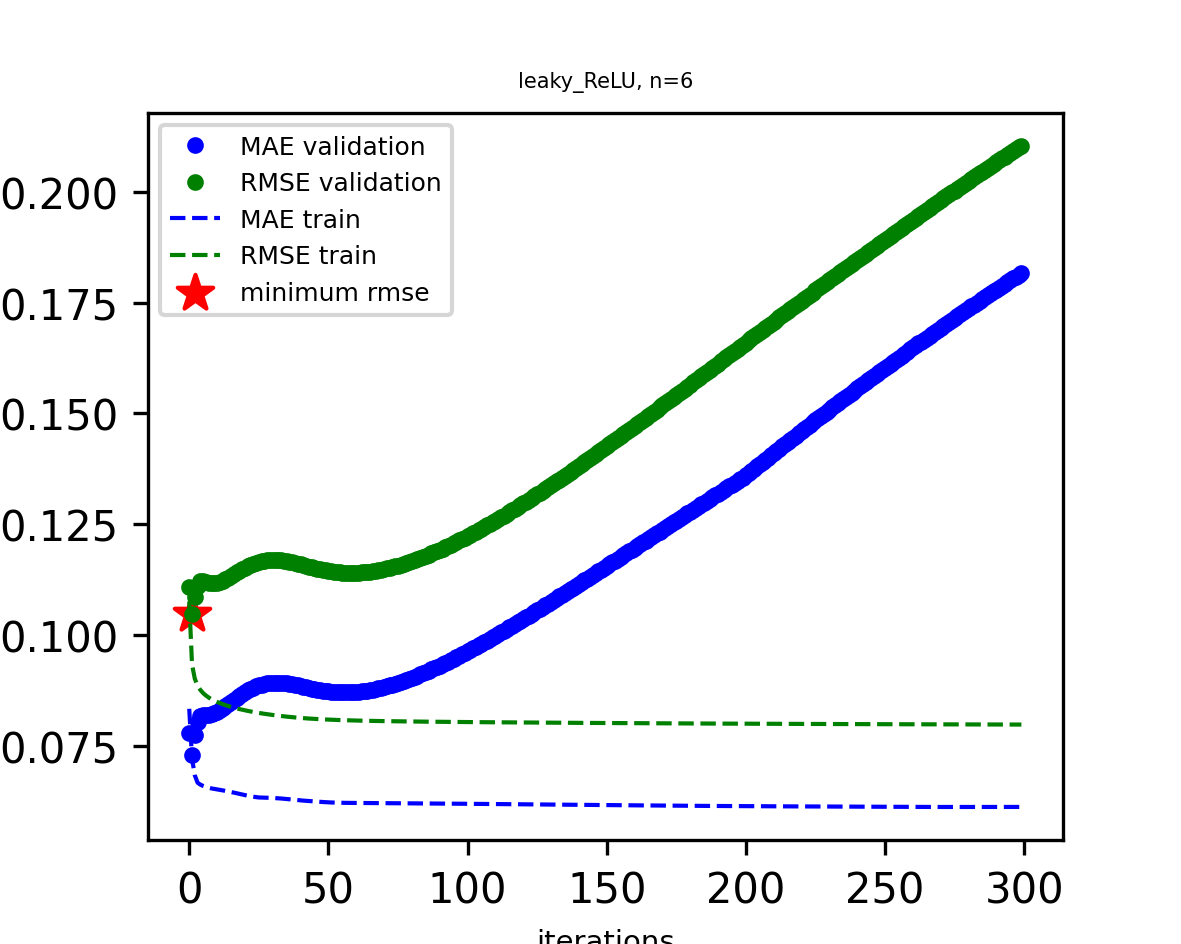 leaky_ReLU, n=6
MAE validation
RMSE validation
MAE train
RMSE train
minimum rmse
0.200
0.175
0.150
0.125
0.100
0.075
0 50 100 150 200 250 300
iterations